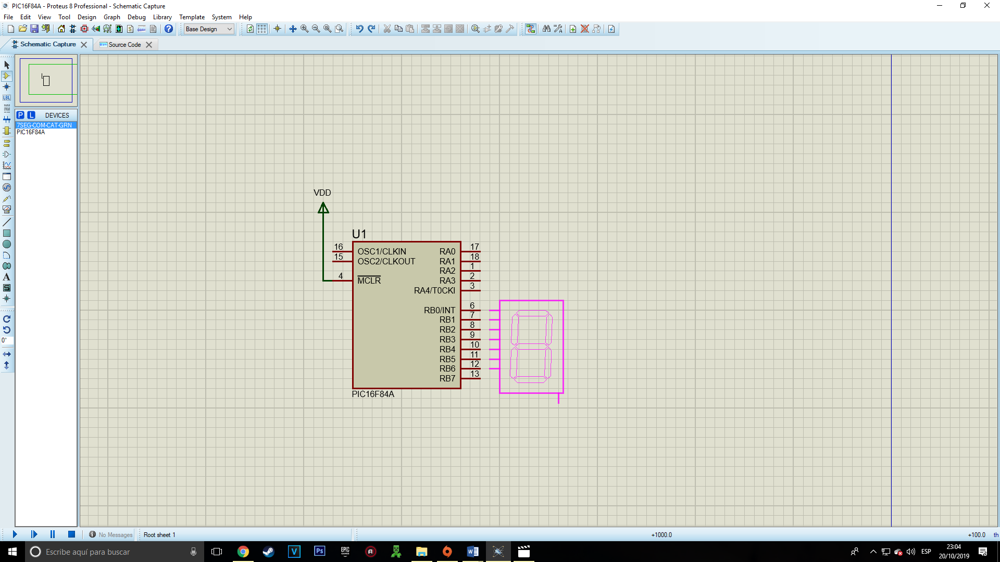 PIC16F84A - Proteus 8 Professional - Schematic Capture
File Edit View Tool Design Graph Debug Library Template System Help
Base Design
Schematic Capture
Source Code
P L DEVICES
7SEG-COM-CAT-GRN
PIC16F84A
LBL
A
S
0°
VDD
U1
16 OSC1/CLKIN RA0 17
15 OSC2/CLKOUT RA1 18
RA2 1
4 MCLR RA3 2
RA4/T0CKI 3
RB0/INT 6
RB1 7
RB2 8
RB3 9
RB4 10
RB5 11
RB6 12
RB7 13
PIC16F84A
No Messages Root sheet 1 +1000.0 +100.0 th
Escribe aquí para buscar
V
Ps
EPIC
GAMES
W
ESP
23:04
20/10/2019